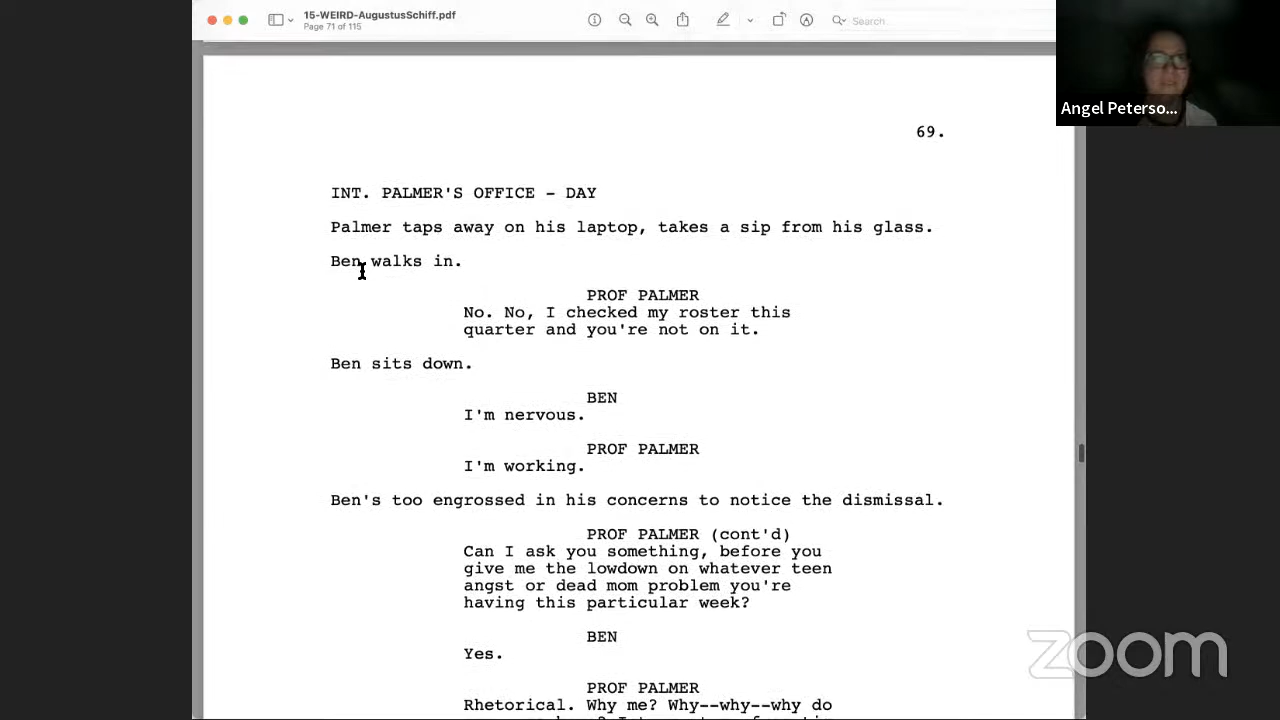 15-WEIRD-AugustusSchiff.pdf
Page 71 of 115
Search
Angel Peterso...
69.
INT. PALMER'S OFFICE - DAY
Palmer taps away on his laptop, takes a sip from his glass.
Ben walks in.
PROF PALMER
No. No, I checked my roster this
quarter and you're not on it.
Ben sits down.
BEN
I'm nervous.
PROF PALMER
I'm working.
Ben's too engrossed in his concerns to notice the dismissal.
PROF PALMER (cont'd)
Can I ask you something, before you
give me the lowdown on whatever teen
angst or dead mom problem you're
having this particular week?
BEN
Yes.
PROF PALMER
Rhetorical. Why me? Why--why--why do
zoom